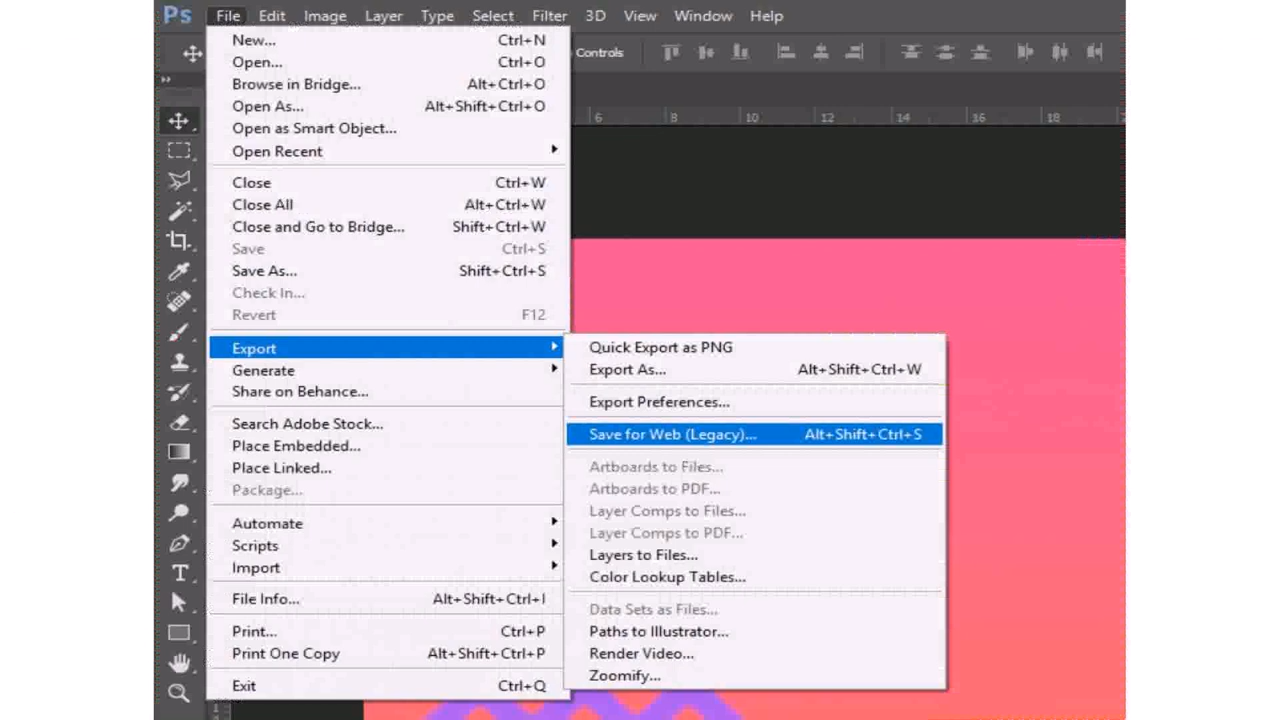 Ps File Edit Image Layer Type Select Filter 3D View Window Help
Controls
New... Ctrl+N
Open... Ctrl+O
Browse in Bridge... Alt+Ctrl+O
Open As... Alt+Shift+Ctrl+O
Open as Smart Object...
Open Recent
Close Ctrl+W
Close All Alt+Ctrl+W
Close and Go to Bridge... Shift+Ctrl+W
Save Ctrl+S
Save As... Shift+Ctrl+S
Check In...
Revert F12
Export
Generate
Share on Behance...
Search Adobe Stock...
Place Embedded...
Place Linked...
Package...
Automate
Scripts
Import
File Info... Alt+Shift+Ctrl+I
Print... Ctrl+P
Print One Copy Alt+Shift+Ctrl+P
Exit Ctrl+Q
6 8 10 12 14 16 18
Quick Export as PNG
Export As... Alt+Shift+Ctrl+W
Export Preferences...
Save for Web (Legacy)... Alt+Shift+Ctrl+S
Artboards to Files...
Artboards to PDF...
Layer Comps to Files...
Layer Comps to PDF...
Layers to Files...
Color Lookup Tables...
Data Sets as Files...
Paths to Illustrator...
Render Video...
Zoomify...